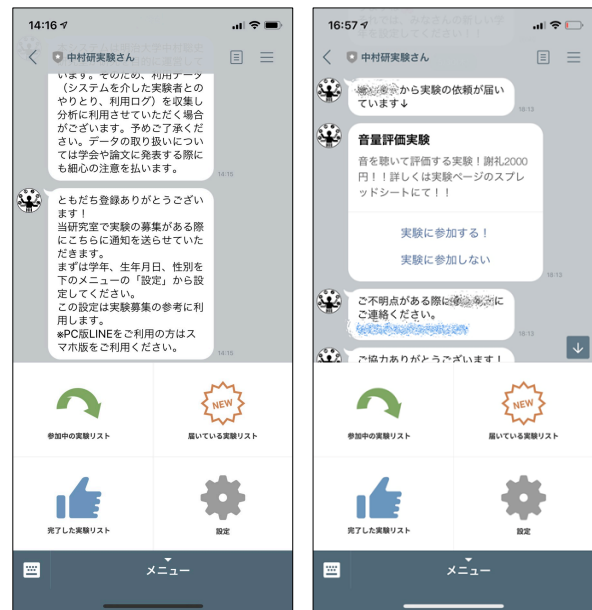 14:16
中村研実験さん
います。そのため、利用データ
(システムを介した実験者との
やりとり、利用ログ)を収集し
分析に利用させていただく場合
がございます。予めご了承くだ
さい。データの取り扱いについ
ては学会や論文に発表する際に
も細心の注意を払います。
14:15
ともだち登録ありがとうござい
ます!
当研究室で実験の募集がある際
にこちらに通知を送らせていた
だきます。
まずは学年、生年月日、性別を
下のメニューの「設定」から設
定してください。
この設定は実験募集の参考に利
用します。
※PC版LINEをご利用の方はス
マホ版をご利用ください。
14:15
参加中の実験リスト
NEW
届いている実験リスト
完了した実験リスト
設定
メニュー
16:57
中村研実験さん
から実験の依頼が届い
ています↓
16:13
音量評価実験
音を聴いて評価する実験!謝礼2000
円!!詳しくは実験ページのスプレ
ッドシートにて!!
実験に参加する!
実験に参加しない
16:13
ご不明点がある際に
に
ご連絡ください。
16:13
ご協力ありがとうございます!
参加中の実験リスト
NEW
届いている実験リスト
完了した実験リスト
設定
メニュー